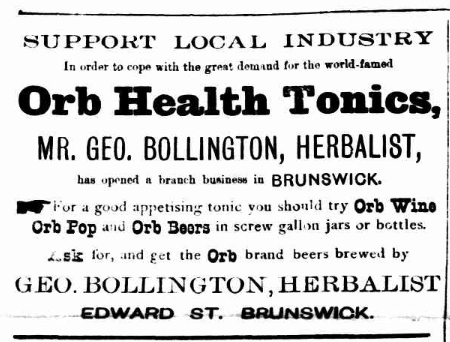 SUPPORT LOCAL INDUSTRY
In order to cope with the great demand for the world-famed
Orb Health Tonics,
MR. GEO. BOLLINGTON, HERBALIST,
has opened a branch business in BRUNSWICK.
For a good appetising tonic you should try Orb Wine
Orb Pop and Orb Beers in screw gallon jars or bottles.
Ask for, and get the Orb brand beers brewed by
GEO. BOLLINGTON, HERBALIST
EDWARD ST. BRUNSWICK.